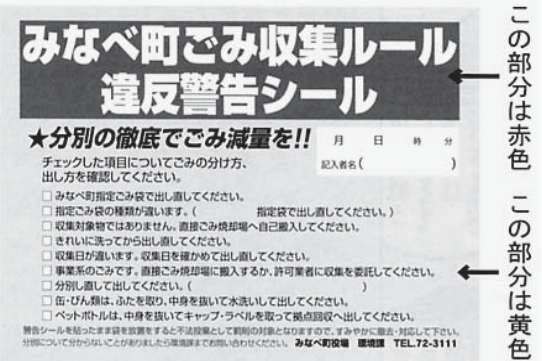 みなべ町ごみ収集ルール
違反警告シール
★分別の徹底でごみ減量を!!
月 日 時 分
記入者名( )
チェックした項目についてごみの分け方、
出し方を確認してください。
□ みなべ町指定ごみ袋で出し直してください。
□ 指定ごみ袋の種類が違います。( 指定袋で出し直してください。)
□ 収集対象物ではありません。直接ごみ焼却場へ自己搬入してください。
□ きれいに洗ってから出し直してください。
□ 収集日が違います。収集日を確かめて出し直してください。
□ 事業系のごみです。直接ごみ焼却場に搬入するか、許可業者に収集を委託してください。
□ 分別し直して出してください。( )
□ 缶・びん類は、ふたを取り、中身を抜いて水洗いして出してください。
□ ペットボトルは、中身を抜いてキャップ・ラベルを取って拠点回収へ出してください。
警告シールを貼ったまま袋を放置をすると不法投棄として罰則の対象となりますので、すみやかに撤去・対応して下さい。
分別について分からないことがありましたら環境課までお問い合わせください。 みなべ町役場 環境課 TEL.72-3111
この部分は赤色
この部分は黄色